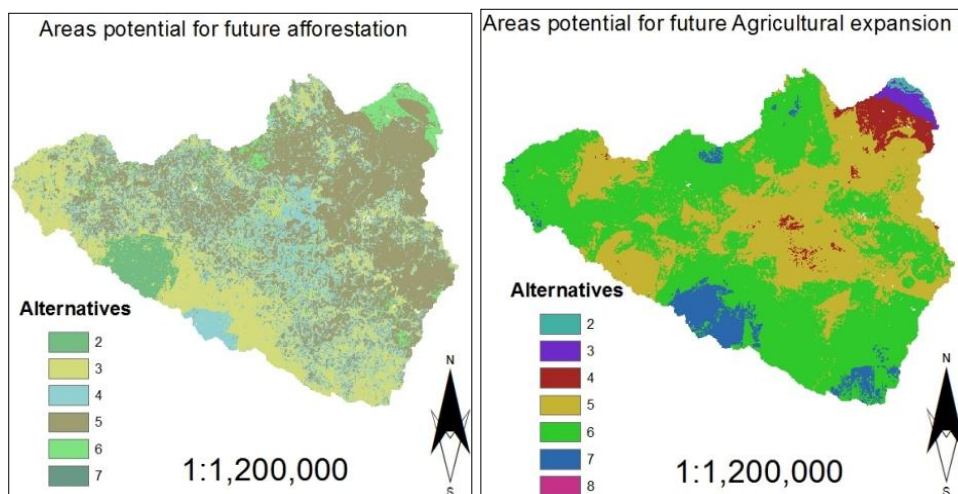 Areas potential for future afforestation
Alternatives
2
3
4
5
6
7
N
S
1:1,200,000
Areas potential for future Agricultural expansion
Alternatives
2
3
4
5
6
7
8
N
S
1:1,200,000